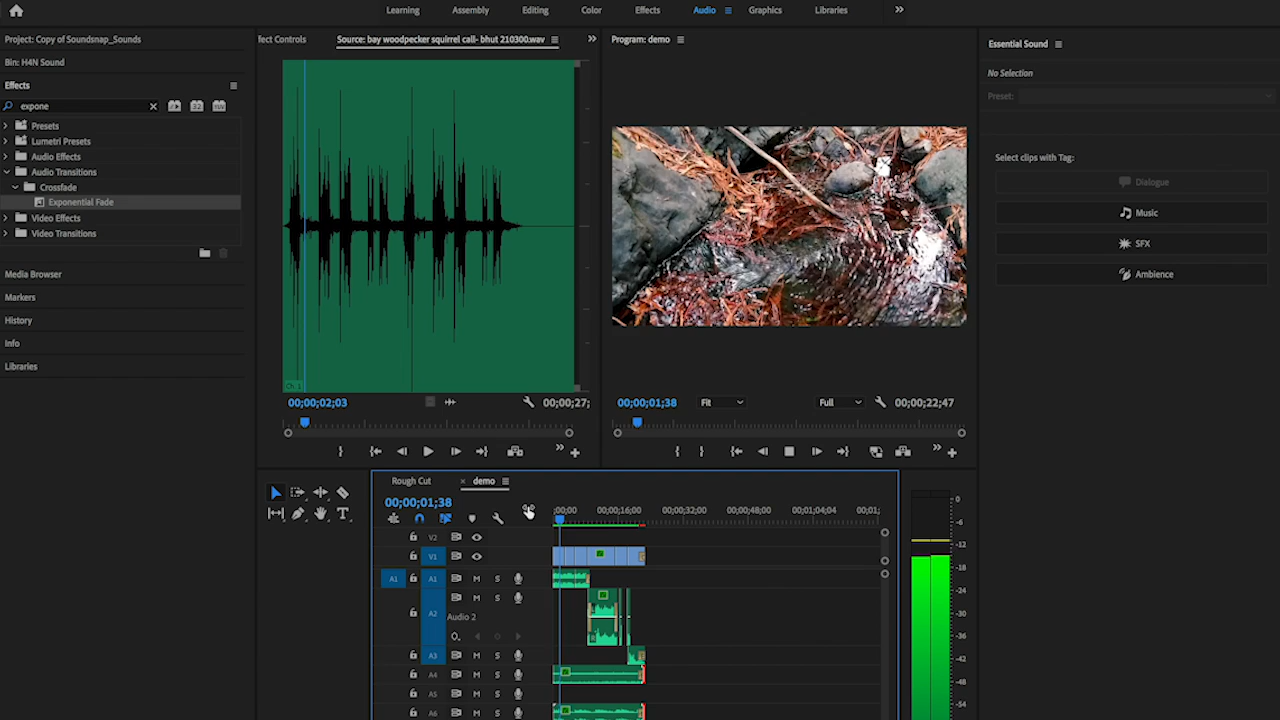 Learning Assembly Editing Color Effects Audio Graphics Libraries
Project: Copy of Soundsnap_Sounds
Bin: H4N Sound
Effects
expone
32
Presets
Lumetri Presets
Audio Effects
Audio Transitions
Crossfade
Exponential Fade
Video Effects
Video Transitions
Media Browser
Markers
History
Info
Libraries
ffect Controls Source: bay woodpecker squirrel call- bhut 210300.wav
Ch. 1
00;00;02;03 00;00;27;
Program: demo
00;00;01;38 Fit Full 00;00;22;47
Essential Sound
No Selection
Preset:
Select clips with Tag:
Dialogue
Music
SFX
Ambience
Rough Cut demo
00;00;01;38
;00;00 00;00;16;00 00;00;32;00 00;00;48;00 00;01;04;04 00;01;
V2
V1
A1 A1 M S
A2 M S
Audio 2
A3 M S
A4 M S
A5 M S
A6 M S
0
-6
-12
-18
-24
-30
-36
-42
-48
-54